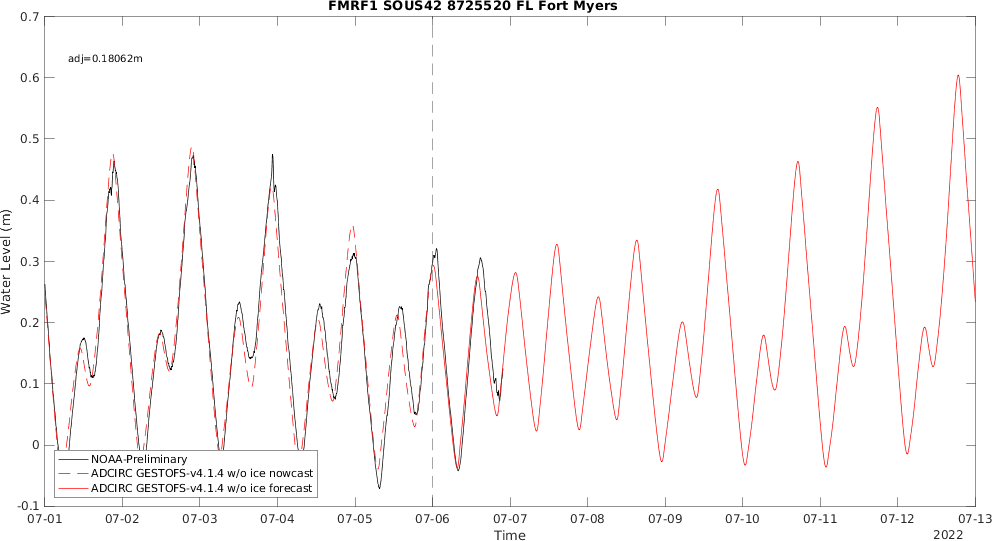 FMRF1 SOUS42 8725520 FL Fort Myers
0.7
adj=0.18062m
0.6
0.5
0.4
0.3
0.2
0.1
0
-0.1
Water Level (m)
NOAA-Preliminary
ADCIRC GESTOFS-v4.1.4 w/o ice nowcast
ADCIRC GESTOFS-v4.1.4 w/o ice forecast
07-01 07-02 07-03 07-04 07-05 07-06 07-07 07-08 07-09 07-10 07-11 07-12 07-13
Time
2022